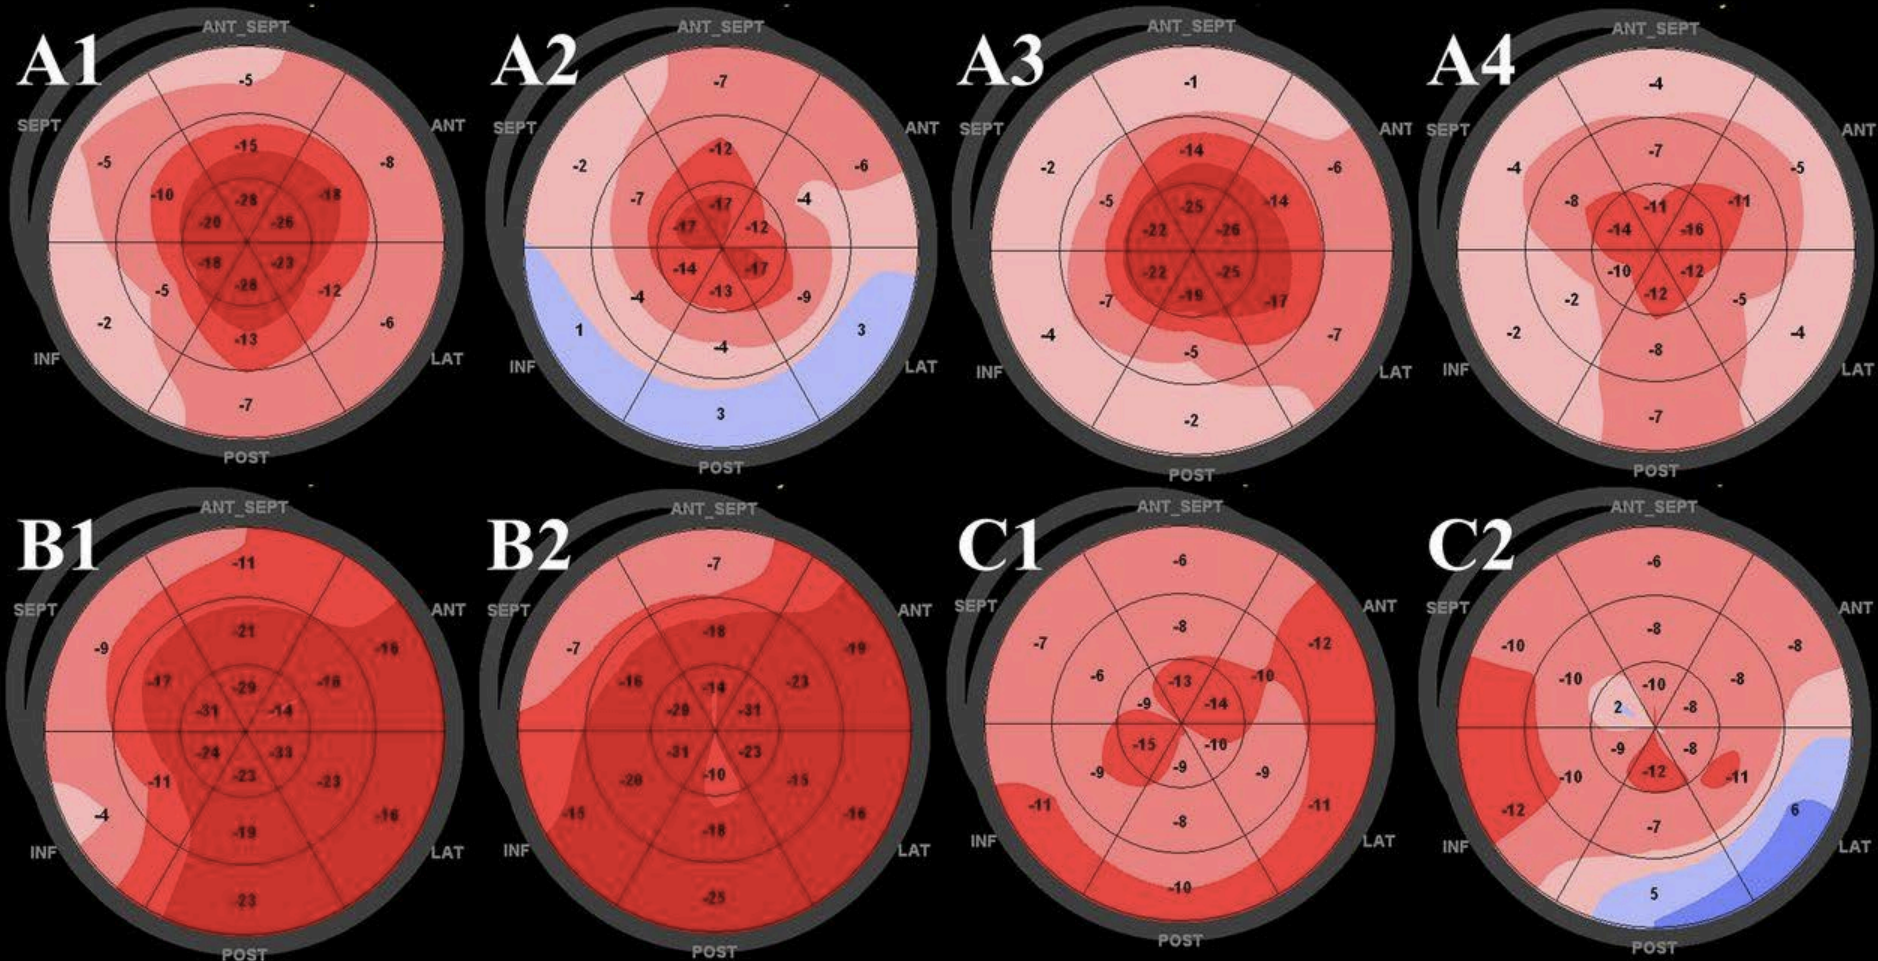 A1
ANT_SEPT
SEPT
ANT
INF
LAT
POST
-5
-5
-8
-15
-10
-18
-28
-20
-26
-18
-23
-28
-5
-12
-2
-6
-13
-7
A2
ANT_SEPT
SEPT
ANT
INF
LAT
POST
-7
-2
-6
-12
-7
-4
-17
-17
-12
-14
-17
-13
-4
-9
1
3
-4
3
A3
ANT_SEPT
SEPT
ANT
INF
LAT
POST
-1
-2
-6
-14
-5
-14
-25
-22
-26
-22
-25
-19
-7
-17
-4
-7
-5
-2
A4
ANT_SEPT
SEPT
ANT
INF
LAT
POST
-4
-4
-5
-7
-8
-11
-11
-14
-16
-10
-12
-12
-2
-5
-2
-4
-8
-7
B1
ANT_SEPT
SEPT
ANT
INF
LAT
POST
-11
-9
-16
-21
-17
-16
-29
-31
-14
-24
-33
-23
-11
-23
-4
-16
-19
-23
B2
ANT_SEPT
SEPT
ANT
INF
LAT
POST
-7
-7
-19
-18
-16
-23
-14
-29
-31
-31
-23
-10
-20
-15
-15
-16
-18
-25
C1
ANT_SEPT
SEPT
ANT
INF
LAT
POST
-6
-7
-12
-8
-6
-10
-13
-9
-14
-15
-10
-9
-9
-9
-11
-11
-8
-10
C2
ANT_SEPT
SEPT
ANT
INF
LAT
POST
-6
-10
-8
-8
-10
-8
-10
2
-8
-9
-8
-12
-10
-11
-12
6
-7
5